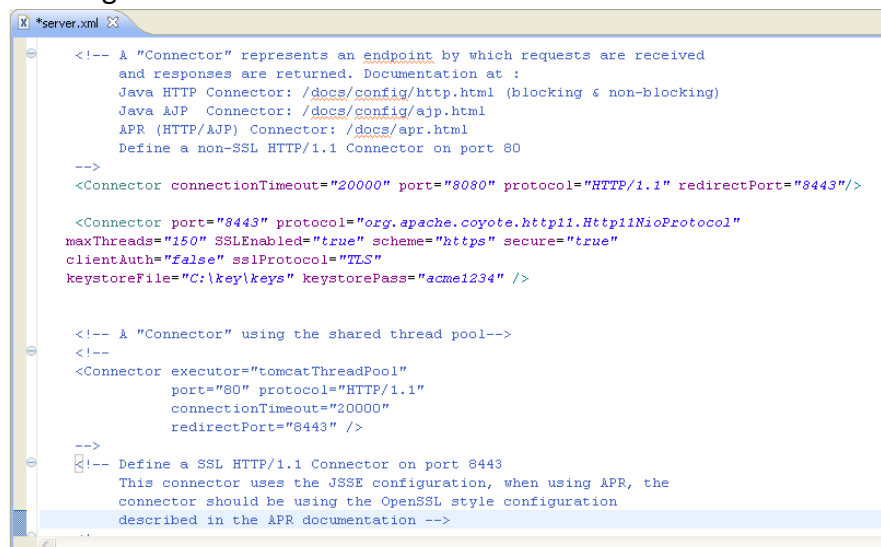 *server.xml
<!-- A "Connector" represents an endpoint by which requests are received
and responses are returned. Documentation at :
Java HTTP Connector: /docs/config/http.html (blocking & non-blocking)
Java AJP  Connector: /docs/config/ajp.html
APR (HTTP/AJP) Connector: /docs/apr.html
Define a non-SSL HTTP/1.1 Connector on port 80
-->
<Connector connectionTimeout="20000" port="8080" protocol="HTTP/1.1" redirectPort="8443"/>
<Connector port="8443" protocol="org.apache.coyote.http11.Http11NioProtocol"
maxThreads="150" SSLEnabled="true" scheme="https" secure="true"
clientAuth="false" sslProtocol="TLS"
keystoreFile="C:\key\keys" keystorePass="acme1234" />
<!-- A "Connector" using the shared thread pool-->
<!--
<Connector executor="tomcatThreadPool"
port="80" protocol="HTTP/1.1"
connectionTimeout="20000"
redirectPort="8443" />
-->
<!-- Define a SSL HTTP/1.1 Connector on port 8443
This connector uses the JSSE configuration, when using APR, the
connector should be using the OpenSSL style configuration
described in the APR documentation -->